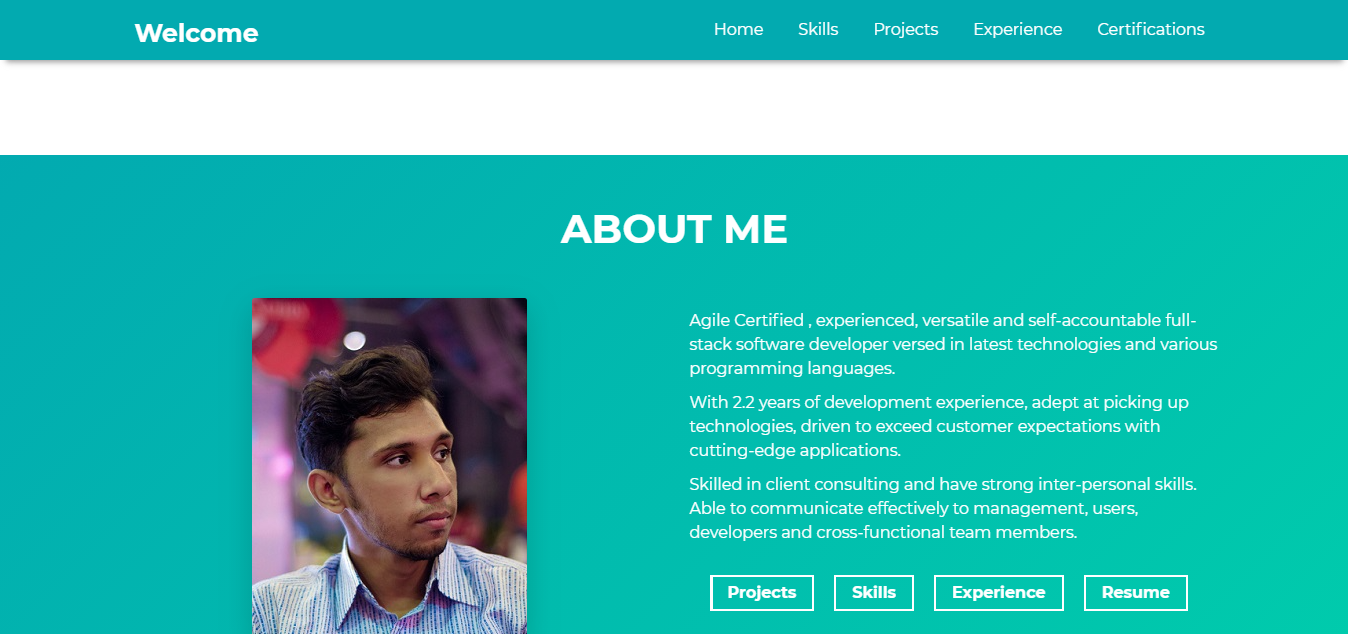 Welcome
Home Skills Projects Experience Certifications
ABOUT ME
Agile Certified , experienced, versatile and self-accountable full-
stack software developer versed in latest technologies and various
programming languages.
With 2.2 years of development experience, adept at picking up
technologies, driven to exceed customer expectations with
cutting-edge applications.
Skilled in client consulting and have strong inter-personal skills.
Able to communicate effectively to management, users,
developers and cross-functional team members.
Projects Skills Experience Resume